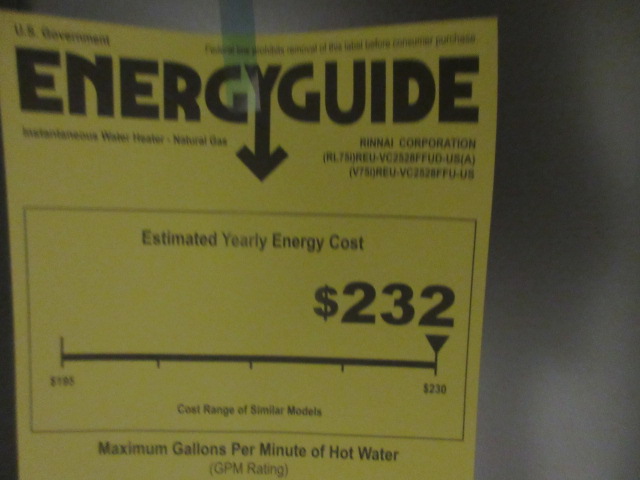 U.S. Government
Federal law prohibits removal of this label before consumer purchase
ENERGYGUIDE
Instantaneous Water Heater - Natural Gas
RINNAI CORPORATION
(RL75i)REU-VC2528FFUD-US(A)
(V75i)REU-VC2528FFU-US
Estimated Yearly Energy Cost
$232
$195
$230
Cost Range of Similar Models
Maximum Gallons Per Minute of Hot Water
(GPM Rating)